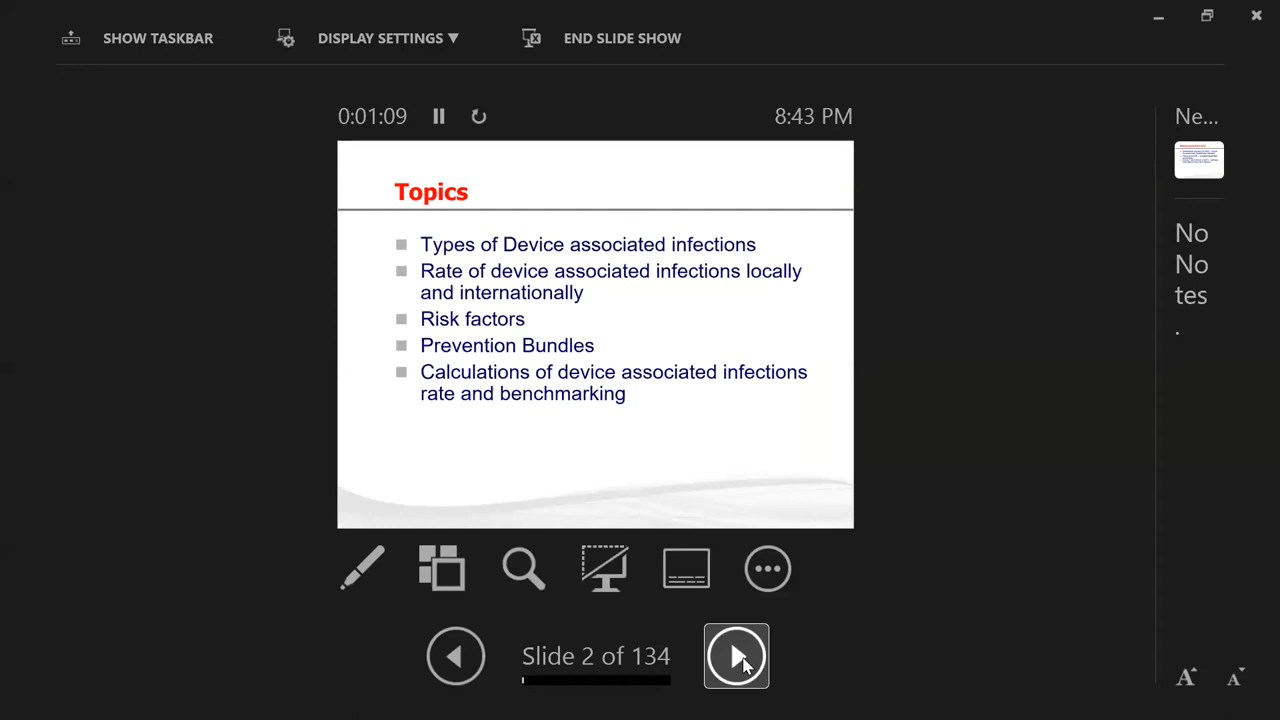 SHOW TASKBAR
DISPLAY SETTINGS ▼
END SLIDE SHOW
0:01:09
8:43 PM
Ne...
Topics
Types of Device associated infections
Rate of device associated infections locally
and internationally
Risk factors
Prevention Bundles
Calculations of device associated infections
rate and benchmarking
No
No
tes
.
Slide 2 of 134
A
A